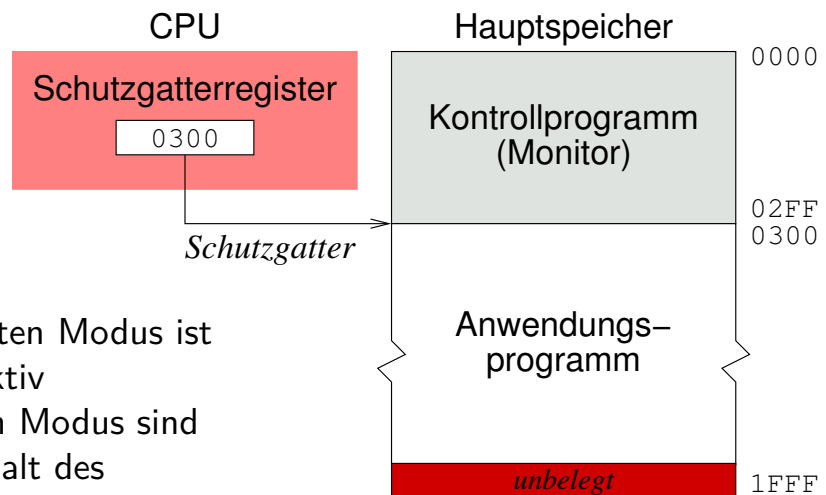 CPU
Hauptspeicher
Schutzgatterregister
0300
Schutzgatter
Kontrollprogramm
(Monitor)
0000
02FF
0300
Anwendungs–
programm
unbelegt
1FFF
ten Modus ist
ktiv
n Modus sind
alt des